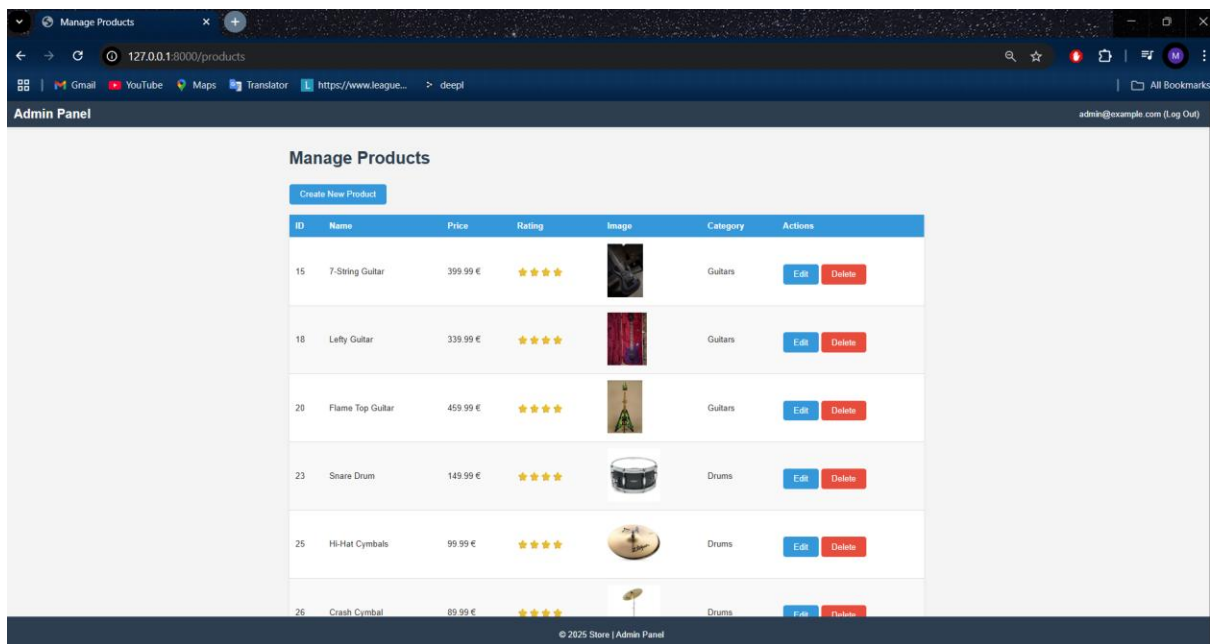 Manage Products
127.0.0.1:8000/products
M
Gmail YouTube Maps Translator L https://www.league... > deepl All Bookmarks
Admin Panel admin@example.com (Log Out)
Manage Products
Create New Product
ID Name Price Rating Image Category Actions
15 7-String Guitar 399.99 € Guitars Edit Delete
18 Lefty Guitar 339.99 € Guitars Edit Delete
20 Flame Top Guitar 459.99 € Guitars Edit Delete
23 Snare Drum 149.99 € Drums Edit Delete
25 Hi-Hat Cymbals 99.99 € Drums Edit Delete
26 Crash Cymbal 89.99 € Drums Edit Delete
© 2025 Store | Admin Panel